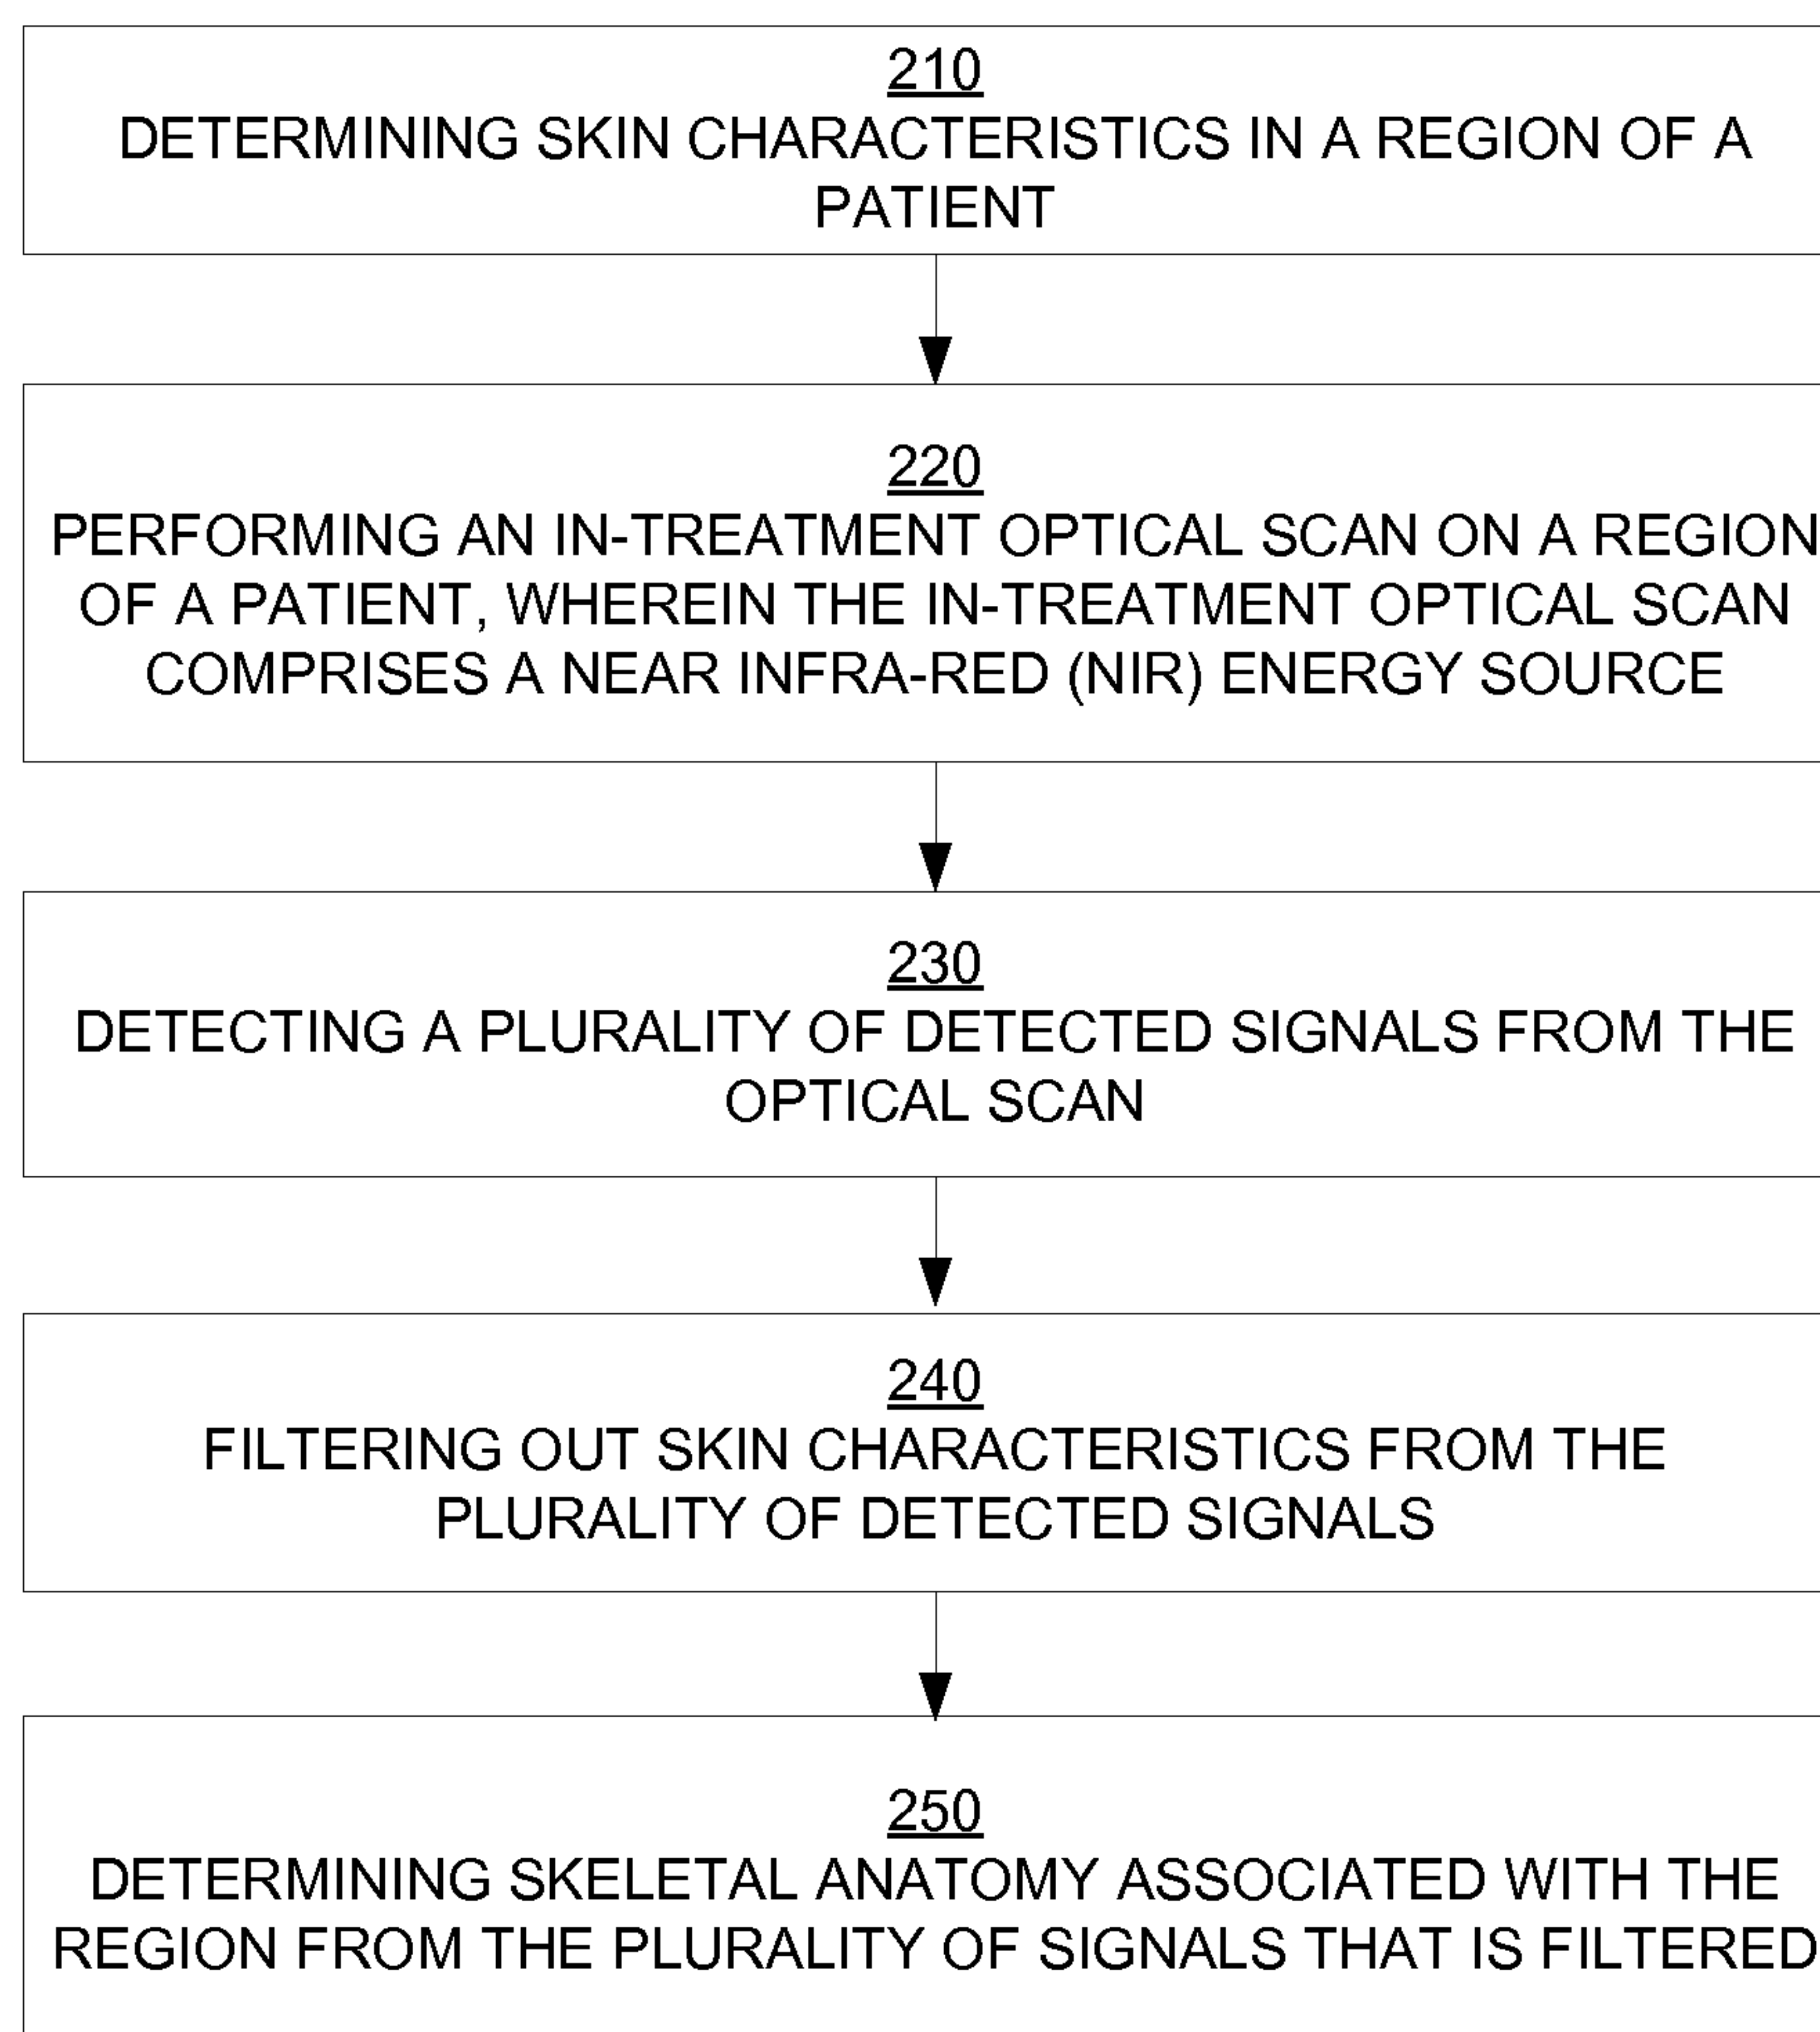 210
DETERMINING SKIN CHARACTERISTICS IN A REGION OF A
PATIENT
220
PERFORMING AN IN-TREATMENT OPTICAL SCAN ON A REGION
OF A PATIENT, WHEREIN THE IN-TREATMENT OPTICAL SCAN
COMPRISES A NEAR INFRA-RED (NIR) ENERGY SOURCE
230
DETECTING A PLURALITY OF DETECTED SIGNALS FROM THE
OPTICAL SCAN
240
FILTERING OUT SKIN CHARACTERISTICS FROM THE
PLURALITY OF DETECTED SIGNALS
250
DETERMINING SKELETAL ANATOMY ASSOCIATED WITH THE
REGION FROM THE PLURALITY OF SIGNALS THAT IS FILTERED